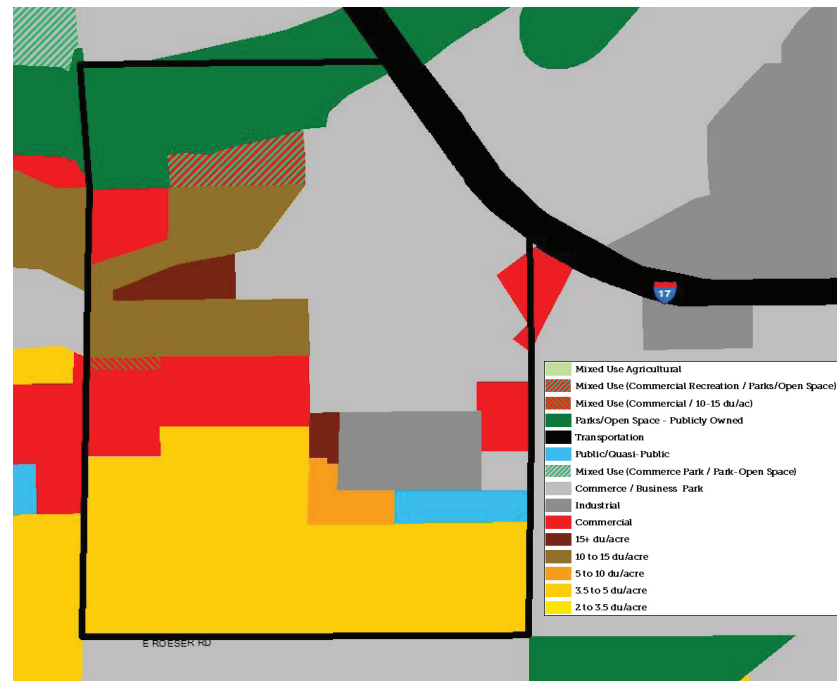 17
Mixed Use Agricultural
Mixed Use (Commercial Recreation / Parks/Open Space)
Mixed Use (Commercial / 10-15 du/ac)
Parks/Open Space - Publicly Owned
Transportation
Public/Quasi-Public
Mixed Use (Commerce Park / Park-Open Space)
Commerce / Business Park
Industrial
Commercial
15+ du/acre
10 to 15 du/acre
5 to 10 du/acre
3.5 to 5 du/acre
2 to 3.5 du/acre
E ROESER RD